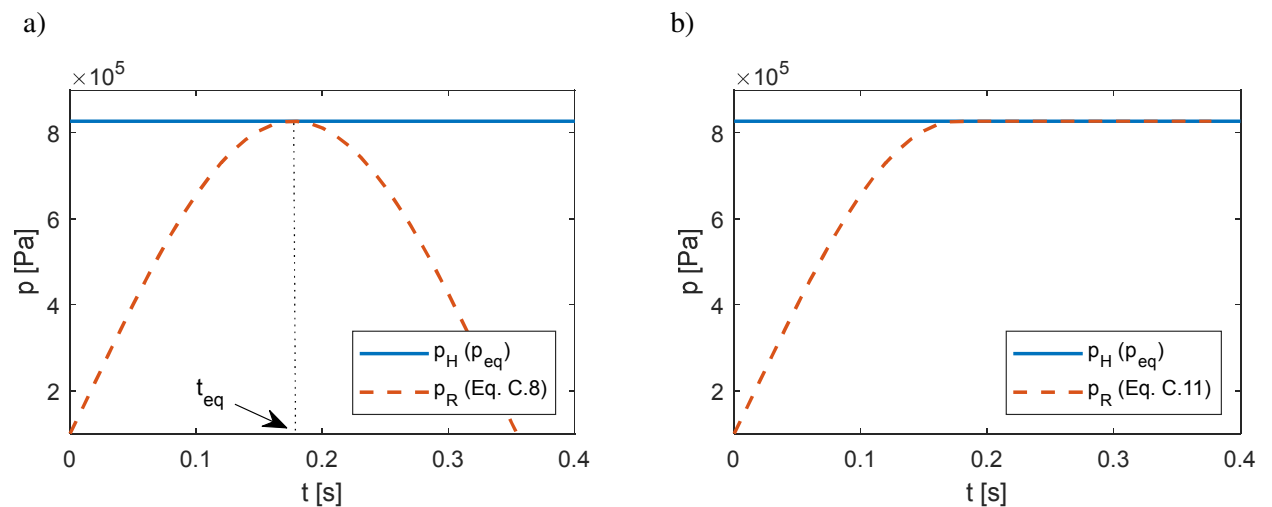 a)
×10^5
8
6
4
2
p [Pa]
p_H (p_eq)
p_R (Eq. C.8)
t_eq
0
0.1
0.2
0.3
0.4
t [s]
b)
×10^5
8
6
4
2
p [Pa]
p_H (p_eq)
p_R (Eq. C.11)
0
0.1
0.2
0.3
0.4
t [s]